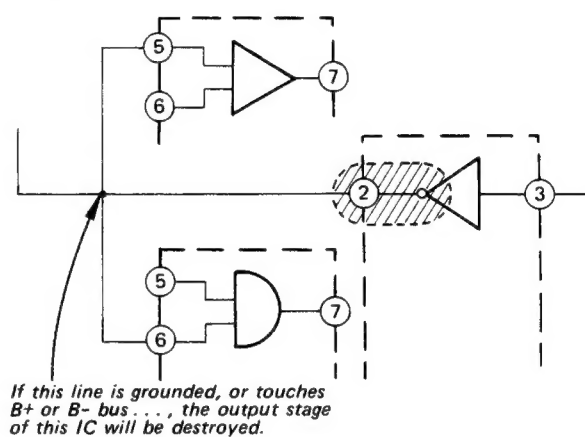 5
7
6
2
3
5
7
6
If this line is grounded, or touches
B+ or B- bus . . . , the output stage
of this IC will be destroyed.